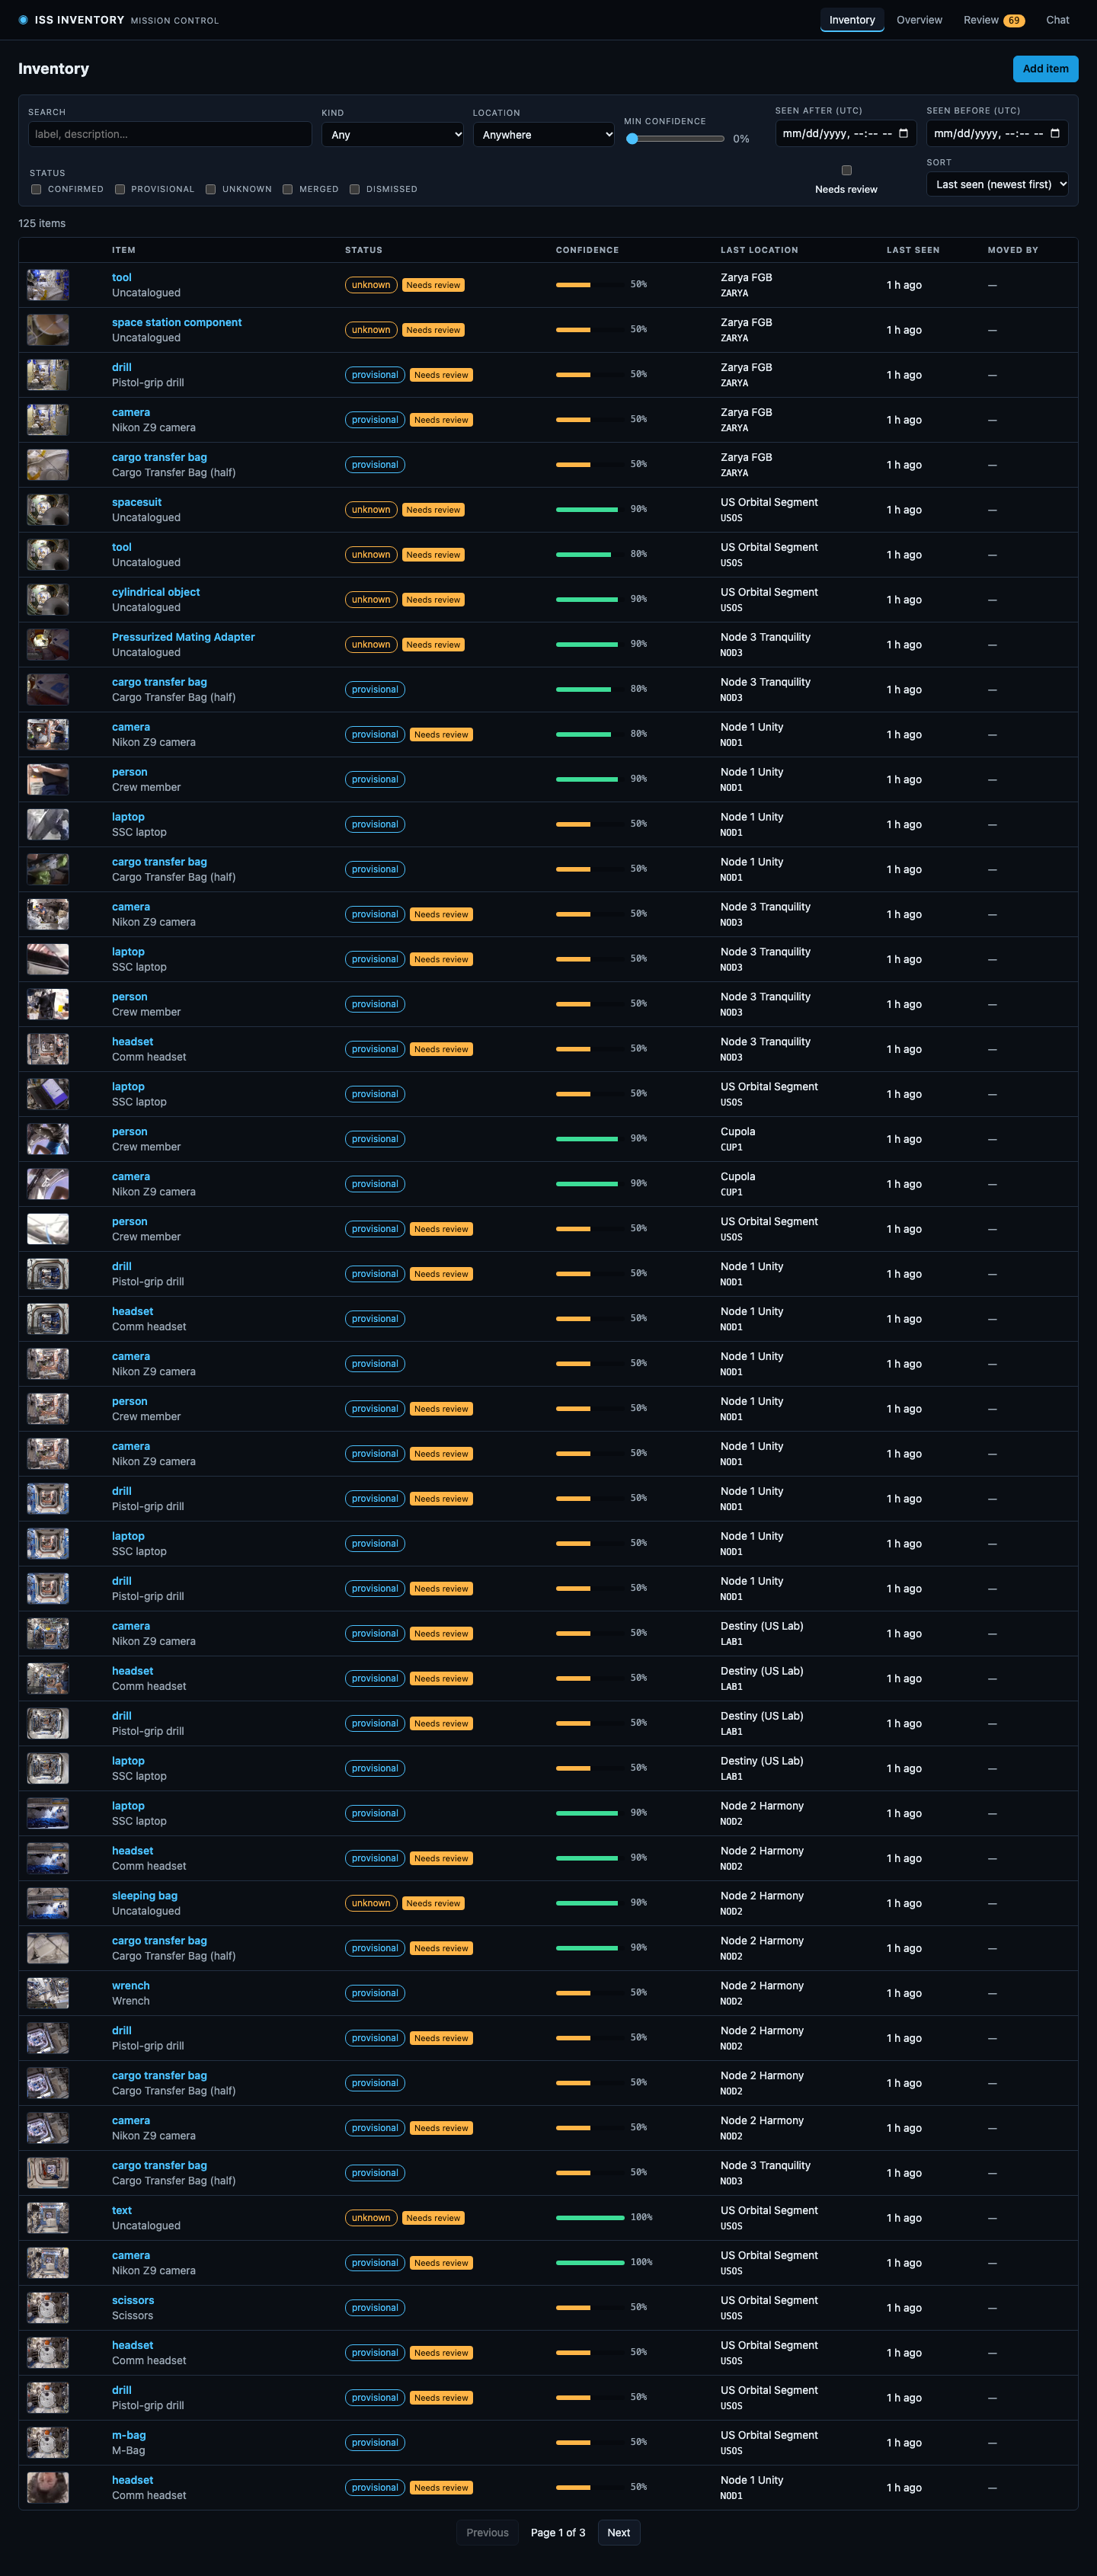 ISS INVENTORY MISSION CONTROL Inventory Overview Review 69 Chat
Inventory Add item
SEARCH KIND LOCATION MIN CONFIDENCE SEEN AFTER (UTC) SEEN BEFORE (UTC)
label, description... Any Anywhere 0% mm/dd/yyyy, --:-- -- mm/dd/yyyy, --:-- --
STATUS SORT
CONFIRMED PROVISIONAL UNKNOWN MERGED DISMISSED Needs review Last seen (newest first)
125 items
ITEM STATUS CONFIDENCE LAST LOCATION LAST SEEN MOVED BY
tool unknown Needs review 50% Zarya FGB 1 h ago —
Uncatalogued ZARYA
space station component unknown Needs review 50% Zarya FGB 1 h ago —
Uncatalogued ZARYA
drill provisional Needs review 50% Zarya FGB 1 h ago —
Pistol-grip drill ZARYA
camera provisional Needs review 50% Zarya FGB 1 h ago —
Nikon Z9 camera ZARYA
cargo transfer bag provisional 50% Zarya FGB 1 h ago —
Cargo Transfer Bag (half) ZARYA
spacesuit unknown Needs review 90% US Orbital Segment 1 h ago —
Uncatalogued USOS
tool unknown Needs review 80% US Orbital Segment 1 h ago —
Uncatalogued USOS
cylindrical object unknown Needs review 90% US Orbital Segment 1 h ago —
Uncatalogued USOS
Pressurized Mating Adapter unknown Needs review 90% Node 3 Tranquility 1 h ago —
Uncatalogued NOD3
cargo transfer bag provisional 80% Node 3 Tranquility 1 h ago —
Cargo Transfer Bag (half) NOD3
camera provisional Needs review 80% Node 1 Unity 1 h ago —
Nikon Z9 camera NOD1
person provisional 90% Node 1 Unity 1 h ago —
Crew member NOD1
laptop provisional 50% Node 1 Unity 1 h ago —
SSC laptop NOD1
cargo transfer bag provisional 50% Node 1 Unity 1 h ago —
Cargo Transfer Bag (half) NOD1
camera provisional Needs review 50% Node 3 Tranquility 1 h ago —
Nikon Z9 camera NOD3
laptop provisional Needs review 50% Node 3 Tranquility 1 h ago —
SSC laptop NOD3
person provisional 50% Node 3 Tranquility 1 h ago —
Crew member NOD3
headset provisional Needs review 50% Node 3 Tranquility 1 h ago —
Comm headset NOD3
laptop provisional 50% US Orbital Segment 1 h ago —
SSC laptop USOS
person provisional 90% Cupola 1 h ago —
Crew member CUP1
camera provisional 90% Cupola 1 h ago —
Nikon Z9 camera CUP1
person provisional Needs review 50% US Orbital Segment 1 h ago —
Crew member USOS
drill provisional Needs review 50% Node 1 Unity 1 h ago —
Pistol-grip drill NOD1
headset provisional 50% Node 1 Unity 1 h ago —
Comm headset NOD1
camera provisional 50% Node 1 Unity 1 h ago —
Nikon Z9 camera NOD1
person provisional Needs review 50% Node 1 Unity 1 h ago —
Crew member NOD1
camera provisional Needs review 50% Node 1 Unity 1 h ago —
Nikon Z9 camera NOD1
drill provisional Needs review 50% Node 1 Unity 1 h ago —
Pistol-grip drill NOD1
laptop provisional 50% Node 1 Unity 1 h ago —
SSC laptop NOD1
drill provisional Needs review 50% Node 1 Unity 1 h ago —
Pistol-grip drill NOD1
camera provisional Needs review 50% Destiny (US Lab) 1 h ago —
Nikon Z9 camera LAB1
headset provisional Needs review 50% Destiny (US Lab) 1 h ago —
Comm headset LAB1
drill provisional Needs review 50% Destiny (US Lab) 1 h ago —
Pistol-grip drill LAB1
laptop provisional 50% Destiny (US Lab) 1 h ago —
SSC laptop LAB1
laptop provisional 90% Node 2 Harmony 1 h ago —
SSC laptop NOD2
headset provisional Needs review 90% Node 2 Harmony 1 h ago —
Comm headset NOD2
sleeping bag unknown Needs review 90% Node 2 Harmony 1 h ago —
Uncatalogued NOD2
cargo transfer bag provisional Needs review 90% Node 2 Harmony 1 h ago —
Cargo Transfer Bag (half) NOD2
wrench provisional 50% Node 2 Harmony 1 h ago —
Wrench NOD2
drill provisional Needs review 50% Node 2 Harmony 1 h ago —
Pistol-grip drill NOD2
cargo transfer bag provisional 50% Node 2 Harmony 1 h ago —
Cargo Transfer Bag (half) NOD2
camera provisional Needs review 50% Node 2 Harmony 1 h ago —
Nikon Z9 camera NOD2
cargo transfer bag provisional 50% Node 3 Tranquility 1 h ago —
Cargo Transfer Bag (half) NOD3
text unknown Needs review 100% US Orbital Segment 1 h ago —
Uncatalogued USOS
camera provisional Needs review 100% US Orbital Segment 1 h ago —
Nikon Z9 camera USOS
scissors provisional 50% US Orbital Segment 1 h ago —
Scissors USOS
headset provisional Needs review 50% US Orbital Segment 1 h ago —
Comm headset USOS
drill provisional Needs review 50% US Orbital Segment 1 h ago —
Pistol-grip drill USOS
m-bag provisional 50% US Orbital Segment 1 h ago —
M-Bag USOS
headset provisional Needs review 50% Node 1 Unity 1 h ago —
Comm headset NOD1
Previous Page 1 of 3 Next